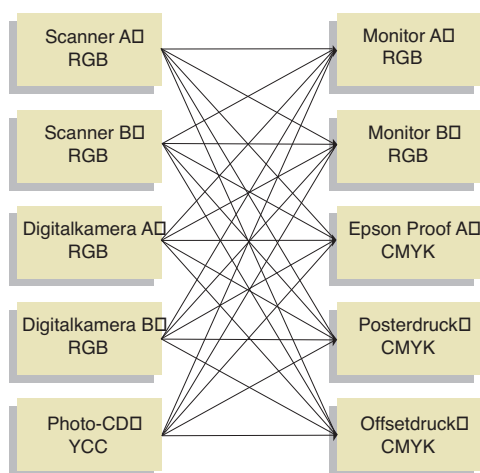 Scanner A
RGB
Monitor A
RGB
Scanner B
RGB
Monitor B
RGB
Digitalkamera A
RGB
Epson Proof A
CMYK
Digitalkamera B
RGB
Posterdruck
CMYK
Photo-CD
YCC
Offsetdruck
CMYK